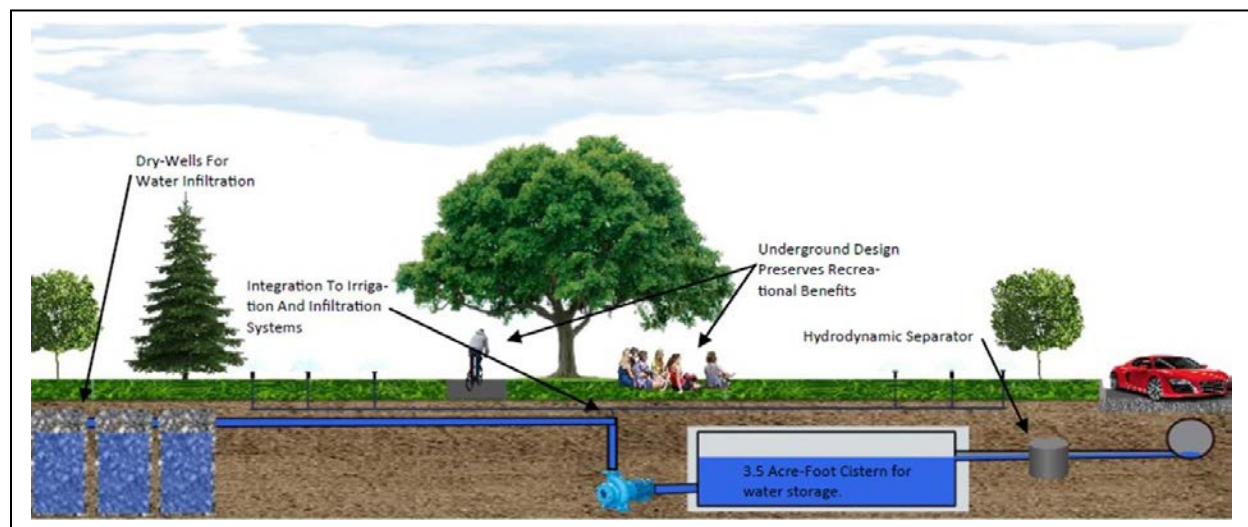 Dry-Wells For
Water Infiltration
Integration To Irriga-
tion And Infiltration
Systems
Underground Design
Preserves Recrea-
tional Benefits
Hydrodynamic Separator
3.5 Acre-Foot Cistern for
water storage.